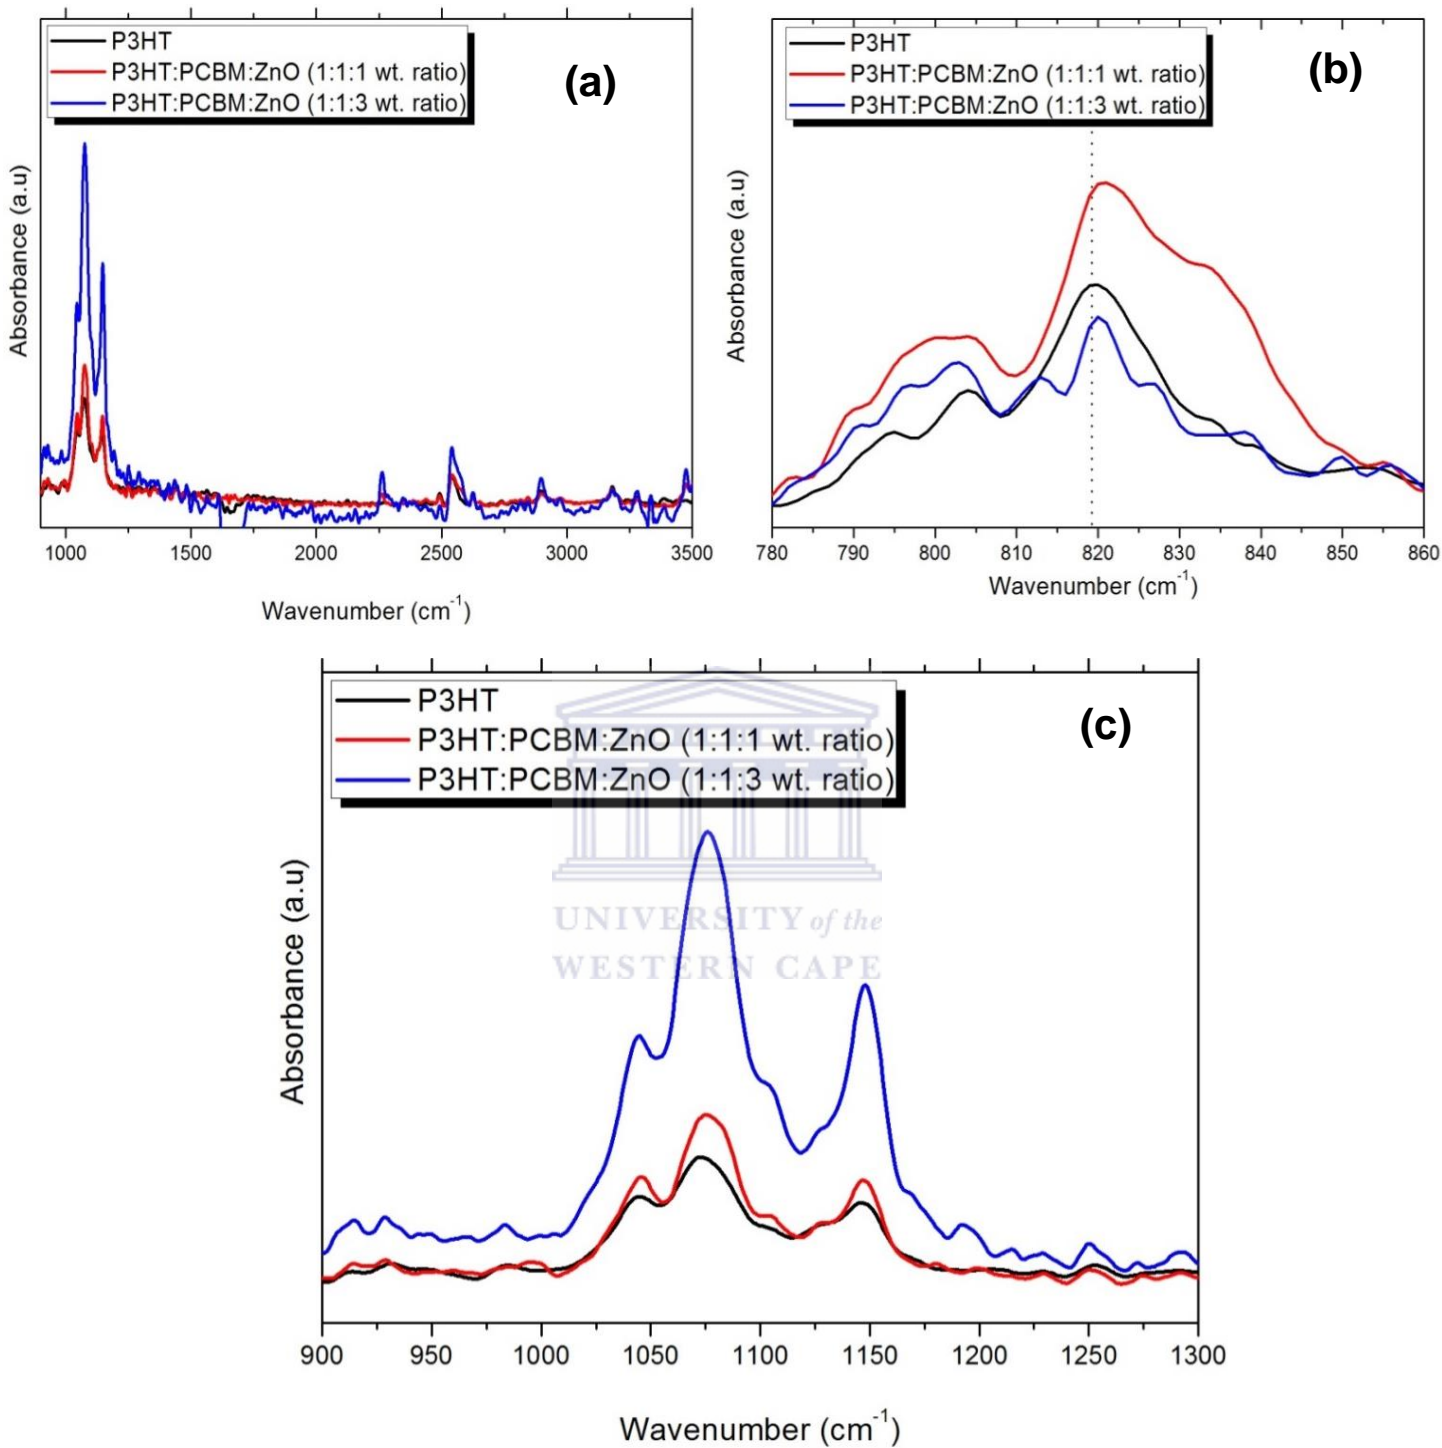 P3HT
P3HT:PCBM:ZnO (1:1:1 wt. ratio)
P3HT:PCBM:ZnO (1:1:3 wt. ratio)
(a)
Absorbance (a.u)
1000 1500 2000 2500 3000 3500
Wavenumber (cm-1)
P3HT
P3HT:PCBM:ZnO (1:1:1 wt. ratio)
P3HT:PCBM:ZnO (1:1:3 wt. ratio)
(b)
Absorbance (a.u)
780 790 800 810 820 830 840 850 860
Wavenumber (cm-1)
P3HT
P3HT:PCBM:ZnO (1:1:1 wt. ratio)
P3HT:PCBM:ZnO (1:1:3 wt. ratio)
(c)
UNIVERSITY of the
WESTERN CAPE
Absorbance (a.u)
900 950 1000 1050 1100 1150 1200 1250 1300
Wavenumber (cm-1)